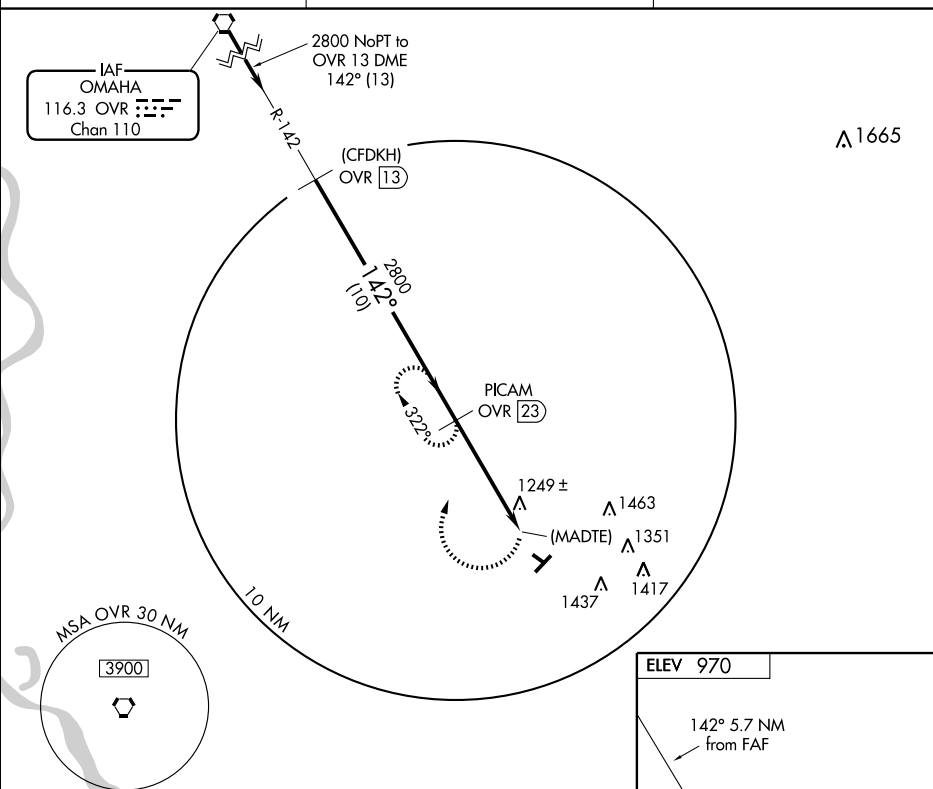 2800 NoPT to
OVR 13 DME
142° (13)
IAF
OMAHA
116.3 OVR
Chan 110
R-142
1665
(CFDKH)
OVR 13
2800
142°
(10)
PICAM
OVR 23
322°
1249 ±
1463
(MADTE)
1351
1417
1437
10 NM
MSA OVR 30 NM
3900
ELEV 970
142° 5.7 NM
from FAF